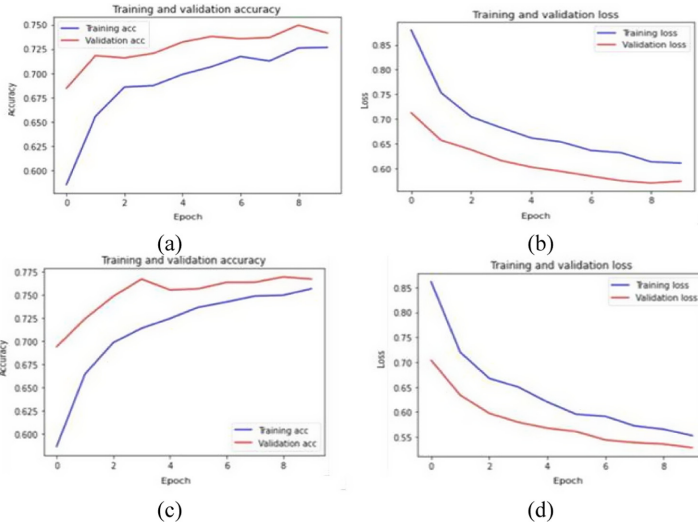 Training and validation accuracy
0.750
0.725
0.700
0.675
0.650
0.625
0.600
Accuracy
Training acc
Validation acc
0 2 4 6 8
Epoch
(a)
Training and validation loss
0.85
0.80
0.75
0.70
0.65
0.60
Loss
Training loss
Validation loss
0 2 4 6 8
Epoch
(b)
Training and validation accuracy
0.775
0.750
0.725
0.700
0.675
0.650
0.625
0.600
Accuracy
Training acc
Validation acc
0 2 4 6 8
Epoch
(c)
Training and validation loss
0.85
0.80
0.75
0.70
0.65
0.60
0.55
Loss
Training loss
Validation loss
0 2 4 6 8
Epoch
(d)